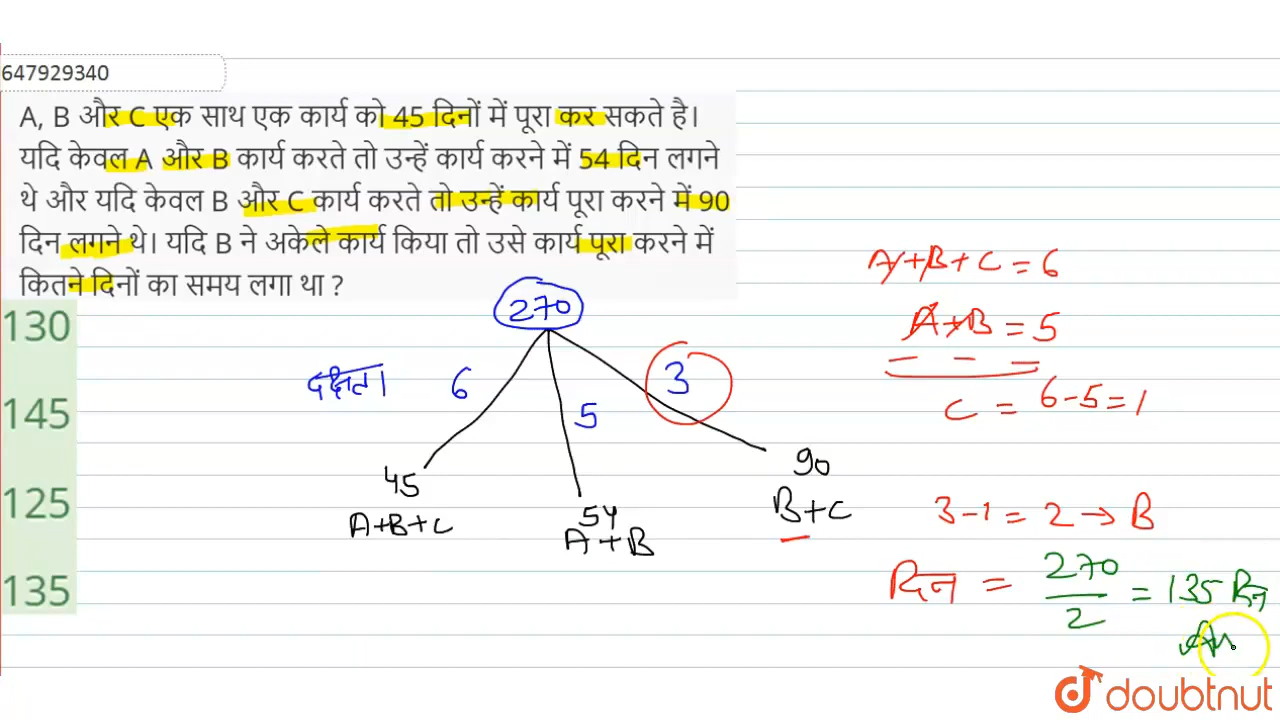 647929340
A, B और C एक साथ एक कार्य को 45 दिनों में पूरा कर सकते है।
यदि केवल A और B कार्य करते तो उन्हें कार्य करने में 54 दिन लगने
थे और यदि केवल B और C कार्य करते तो उन्हें कार्य पूरा करने में 90
दिन लगने थे। यदि B ने अकेले कार्य किया तो उसे कार्य पूरा करने में
कितने दिनों का समय लगा था ?
130
145
125
135
270
दक्षता
6
5
3
45
54
90
A+B+C
A+B
B+C
A+B+C = 6
A+B = 5
- - -
C = 6-5=1
3-1 = 2 → B
दिन = 270/2 = 135 दिन
doubtnut